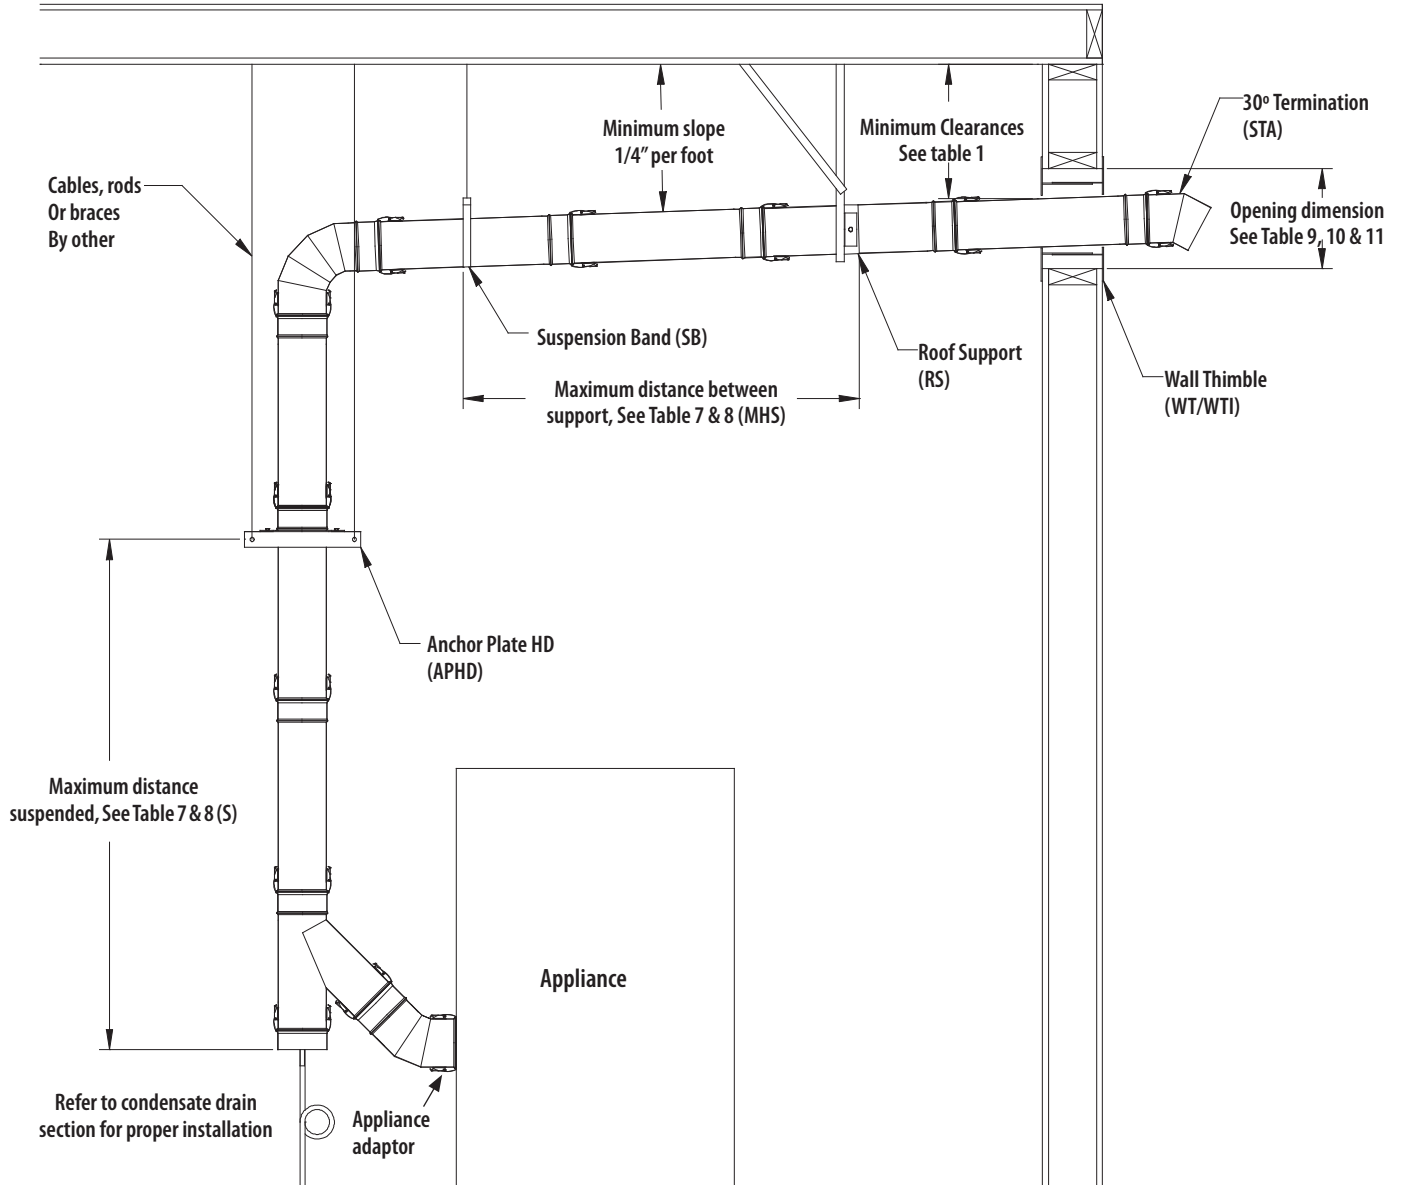 30º Termination
(STA)
Minimum slope
1/4" per foot
Minimum Clearances
See table 1
Cables, rods
Or braces
By other
Opening dimension
See Table 9, 10 & 11
Suspension Band (SB)
Roof Support
(RS)
Wall Thimble
(WT/WTI)
Maximum distance between
support, See Table 7 & 8 (MHS)
Anchor Plate HD
(APHD)
Maximum distance
suspended, See Table 7 & 8 (S)
Appliance
Refer to condensate drain
section for proper installation
Appliance
adaptor